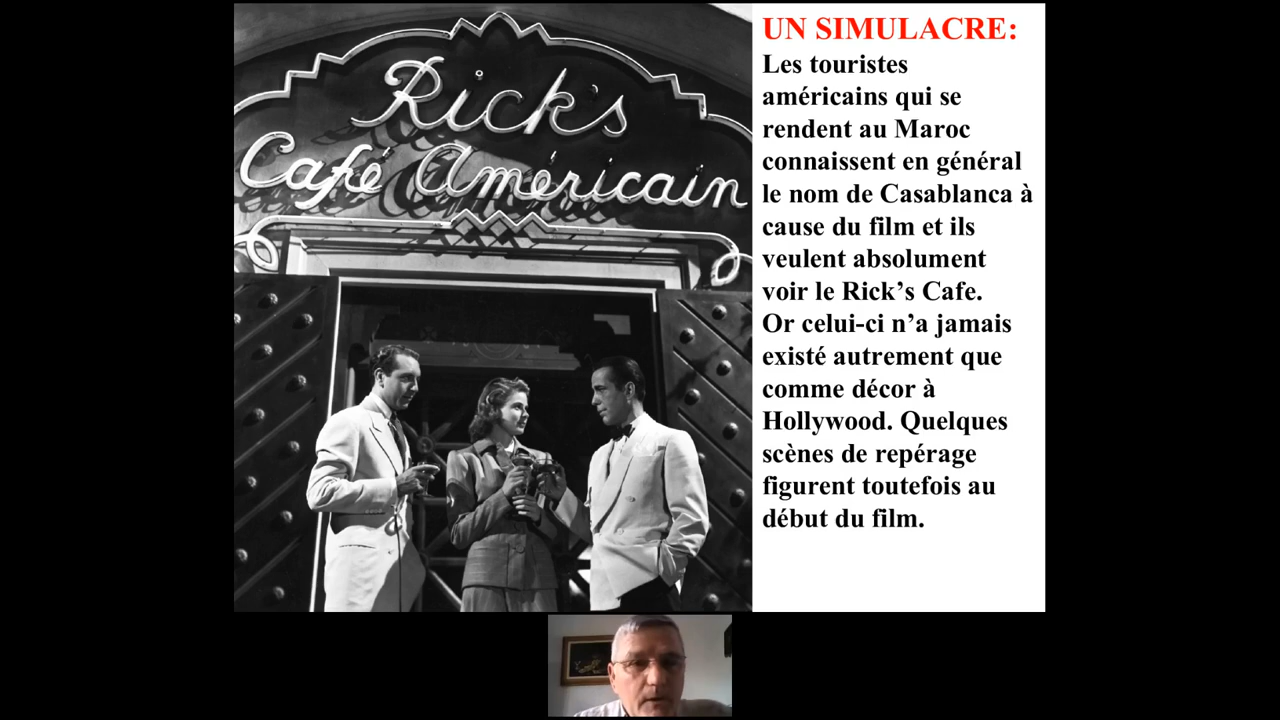 Rick's
Café Américain
UN SIMULACRE:
Les touristes
américains qui se
rendent au Maroc
connaissent en général
le nom de Casablanca à
cause du film et ils
veulent absolument
voir le Rick’s Cafe.
Or celui-ci n’a jamais
existé autrement que
comme décor à
Hollywood. Quelques
scènes de repérage
figurent toutefois au
début du film.